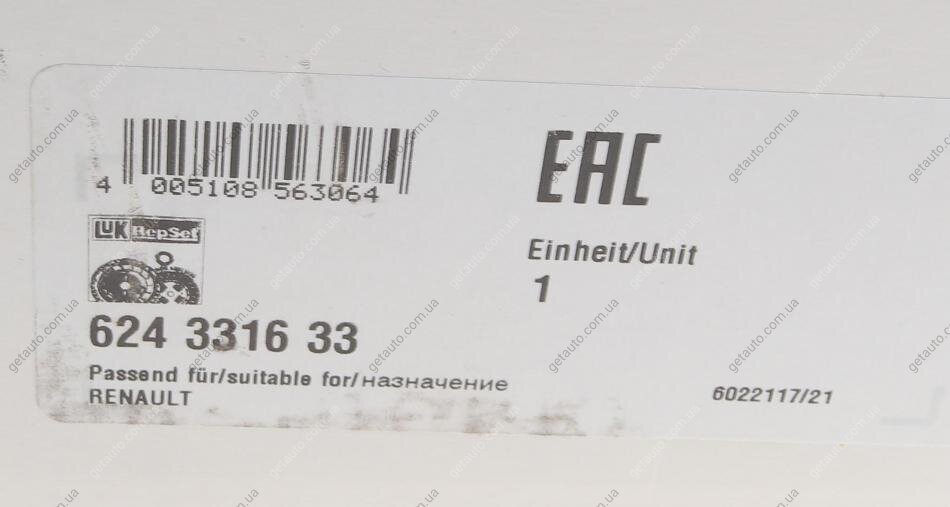 4 005108 563064
EAC
LUK RepSet
Einheit/Unit
1
624 3316 33
Passend für/suitable for/назначение
RENAULT
6022117/21
getauto.com.ua